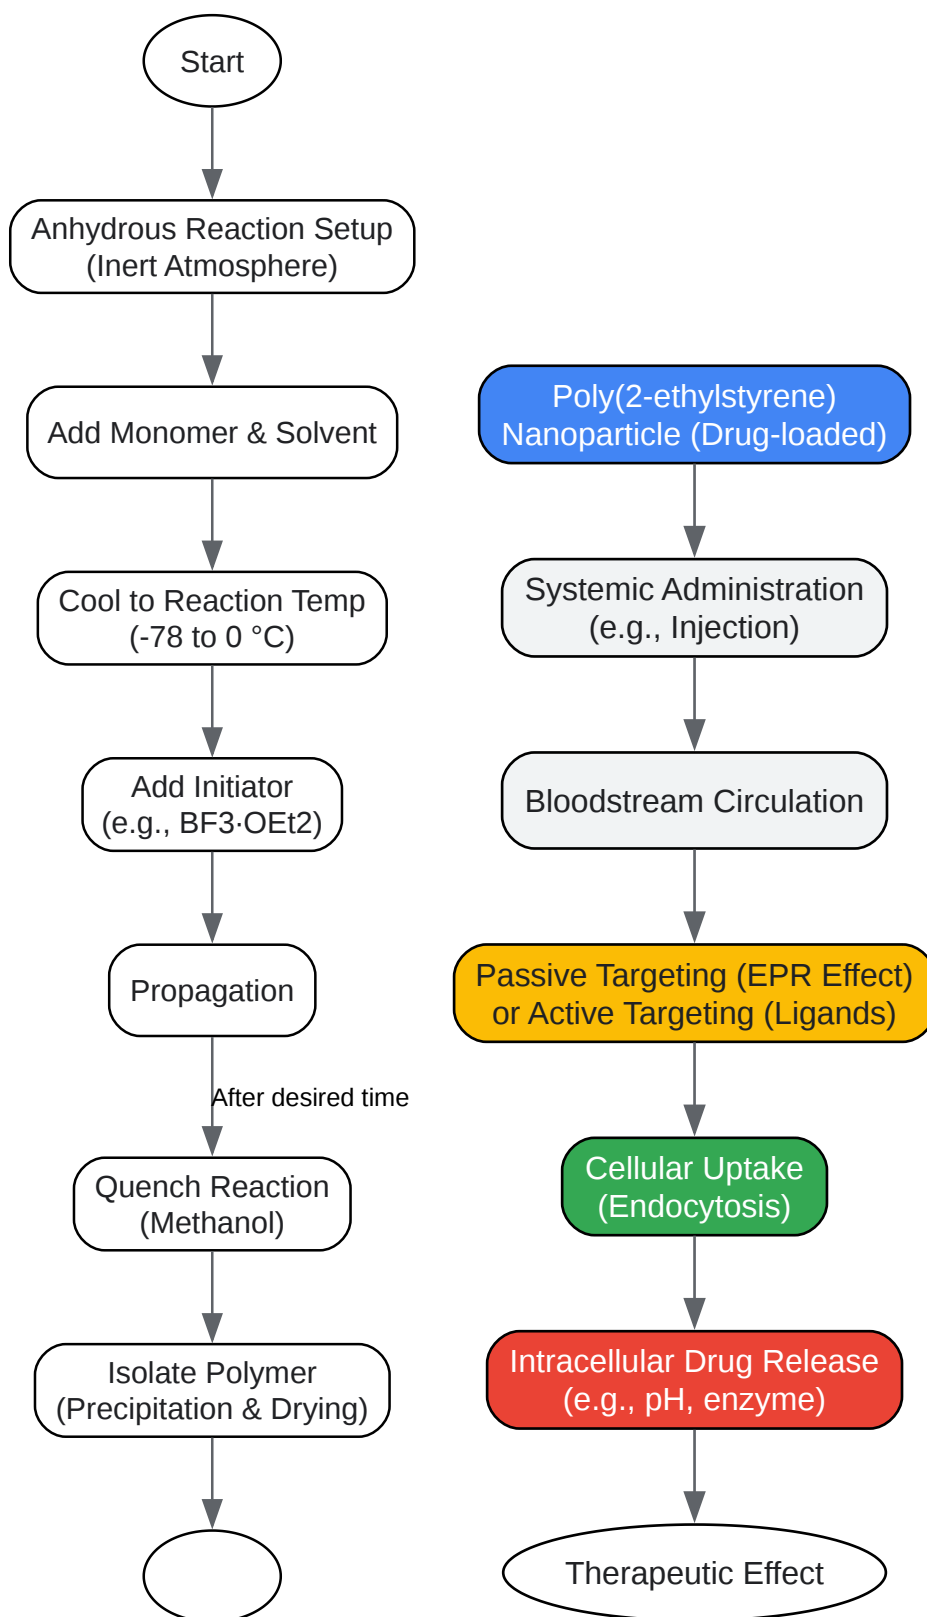 Start
Anhydrous Reaction Setup
(Inert Atmosphere)
Add Monomer & Solvent
Cool to Reaction Temp
(-78 to 0 °C)
Add Initiator
(e.g., BF3·OEt2)
Propagation
After desired time
Quench Reaction
(Methanol)
Isolate Polymer
(Precipitation & Drying)
Poly(2-ethylstyrene)
Nanoparticle (Drug-loaded)
Systemic Administration
(e.g., Injection)
Bloodstream Circulation
Passive Targeting (EPR Effect)
or Active Targeting (Ligands)
Cellular Uptake
(Endocytosis)
Intracellular Drug Release
(e.g., pH, enzyme)
Therapeutic Effect